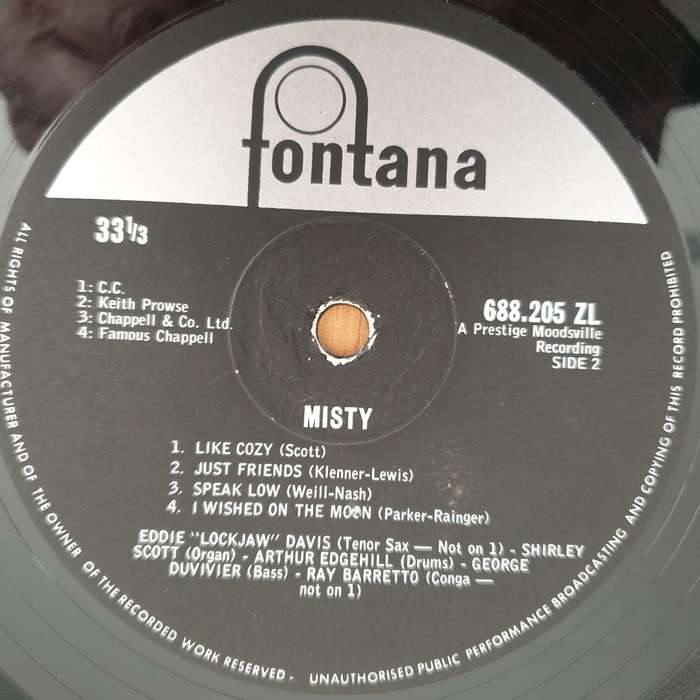 fontana
33 1/3
1: C.C.
2: Keith Prowse
3: Chappell & Co. Ltd.
4: Famous Chappell
688.205 ZL
A Prestige Moodsville
Recording
SIDE 2
MISTY
1. LIKE COZY (Scott)
2. JUST FRIENDS (Klenner-Lewis)
3. SPEAK LOW (Weill-Nash)
4. I WISHED ON THE MOON (Parker-Rainger)
EDDIE "LOCKJAW" DAVIS (Tenor Sax — Not on 1) - SHIRLEY
SCOTT (Organ) - ARTHUR EDGEHILL (Drums) - GEORGE
DUVIVIER (Bass) - RAY BARRETTO (Conga —
not on 1)
ALL RIGHTS OF MANUFACTURER AND OF THE OWNER OF THE RECORDED WORK RESERVED - UNAUTHORISED PUBLIC PERFORMANCE BROADCASTING AND COPYING OF THIS RECORD PROHIBITED